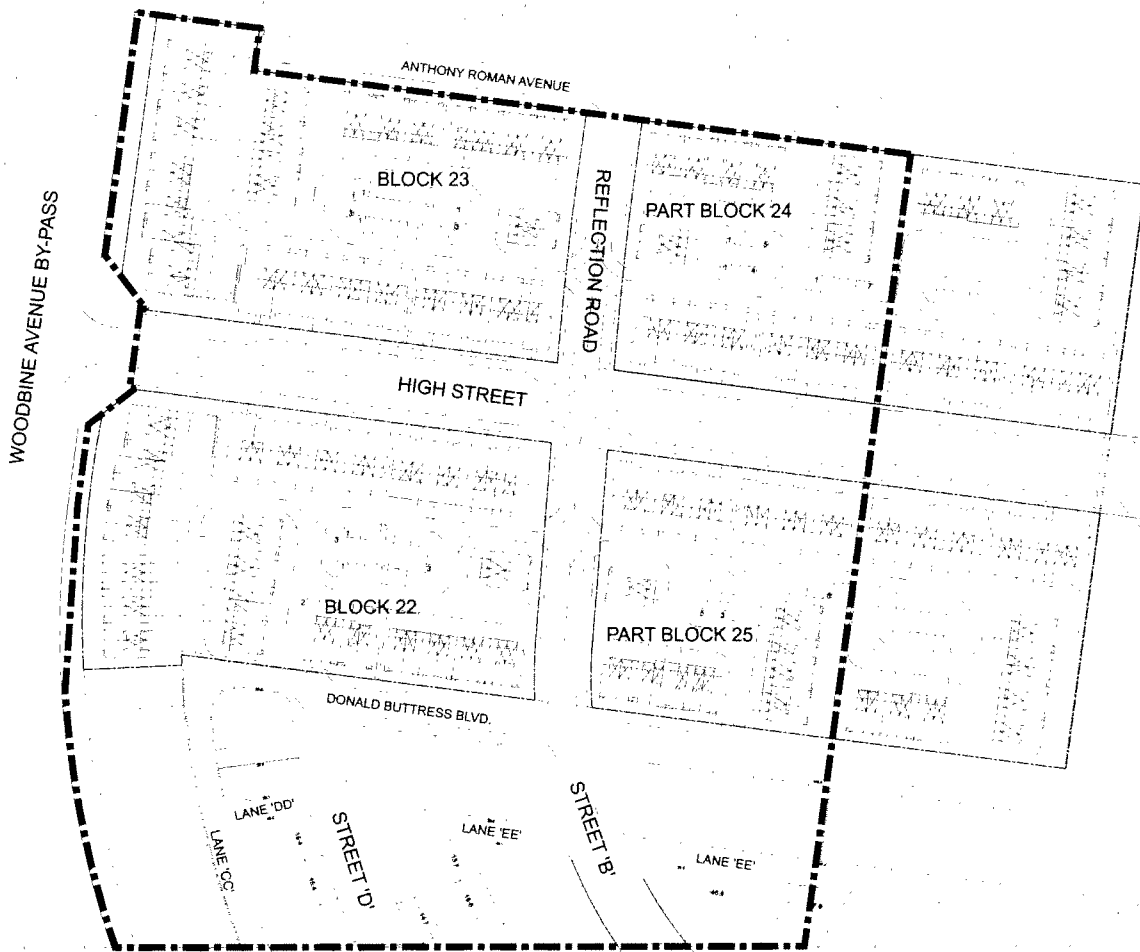 ANTHONY ROMAN AVENUE
BLOCK 23
PART BLOCK 24
REFLECTION ROAD
WOODBINE AVENUE BY-PASS
HIGH STREET
BLOCK 22
PART BLOCK 25
DONALD BUTTRESS BLVD.
LANE 'DD'
LANE 'CC'
STREET 'D'
LANE 'EE'
STREET 'B'
LANE 'EE'